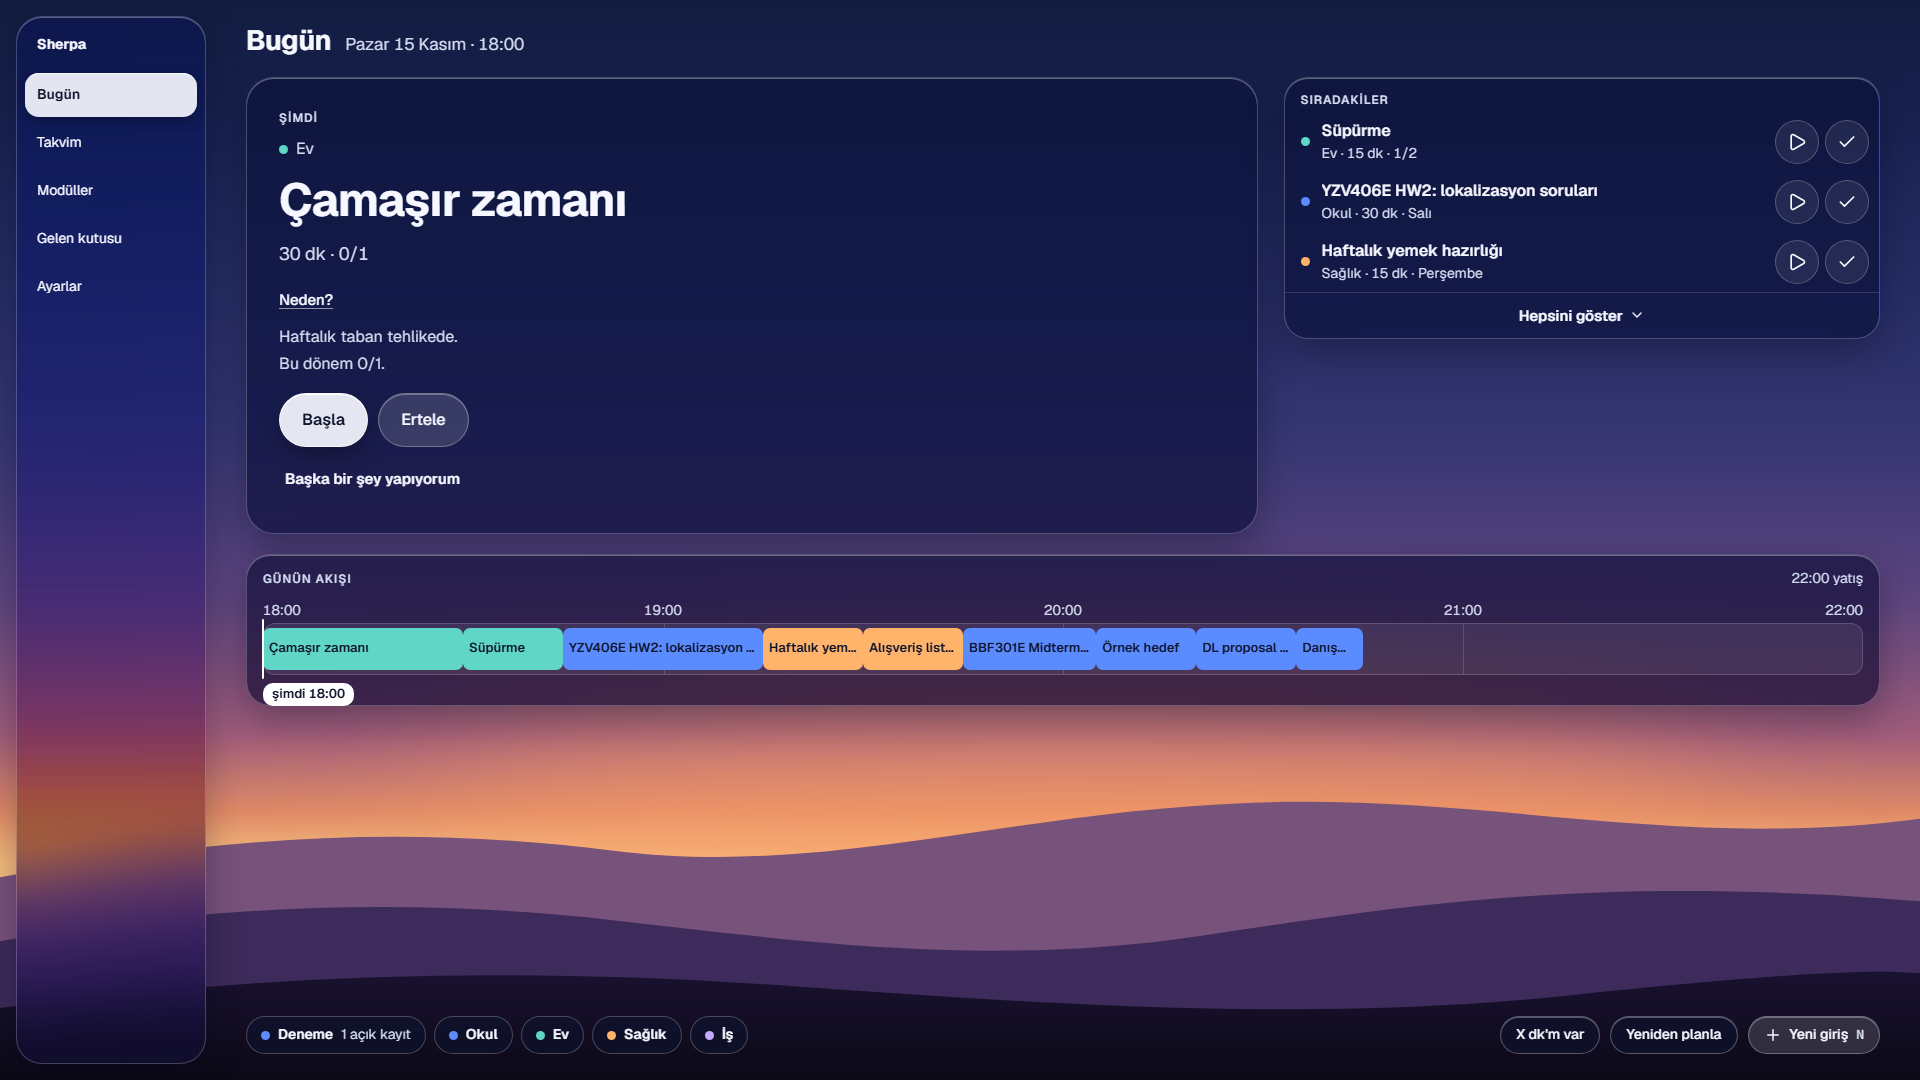 Sherpa
Bugün
Takvim
Modüller
Gelen kutusu
Ayarlar
Bugün Pazar 15 Kasım · 18:00
ŞİMDİ
Ev
Çamaşır zamanı
30 dk · 0/1
Neden?
Haftalık taban tehlikede.
Bu dönem 0/1.
Başla
Ertele
Başka bir şey yapıyorum
SIRADAKİLER
Süpürme
Ev · 15 dk · 1/2
YZV406E HW2: lokalizasyon soruları
Okul · 30 dk · Salı
Haftalık yemek hazırlığı
Sağlık · 15 dk · Perşembe
Hepsini göster
GÜNÜN AKIŞI
22:00 yatış
18:00 19:00 20:00 21:00 22:00
Çamaşır zamanı
Süpürme
YZV406E HW2: lokalizasyon ...
Haftalık yem...
Alışveriş list...
BBF301E Midterm...
Örnek hedef
DL proposal ...
Danış...
şimdi 18:00
Deneme 1 açık kayıt
Okul
Ev
Sağlık
İş
X dk'm var
Yeniden planla
Yeni giriş N